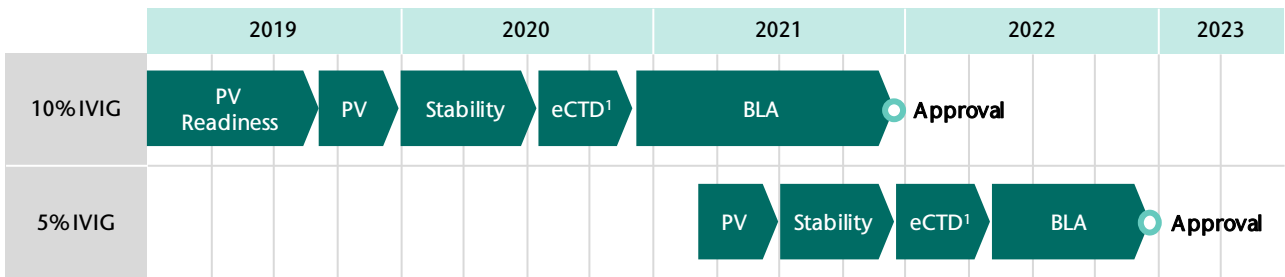 2019 2020 2021 2022 2023
10% IVIG
PV
Readiness
PV
Stability
eCTD¹
BLA
Approval
5% IVIG
PV
Stability
eCTD¹
BLA
Approval